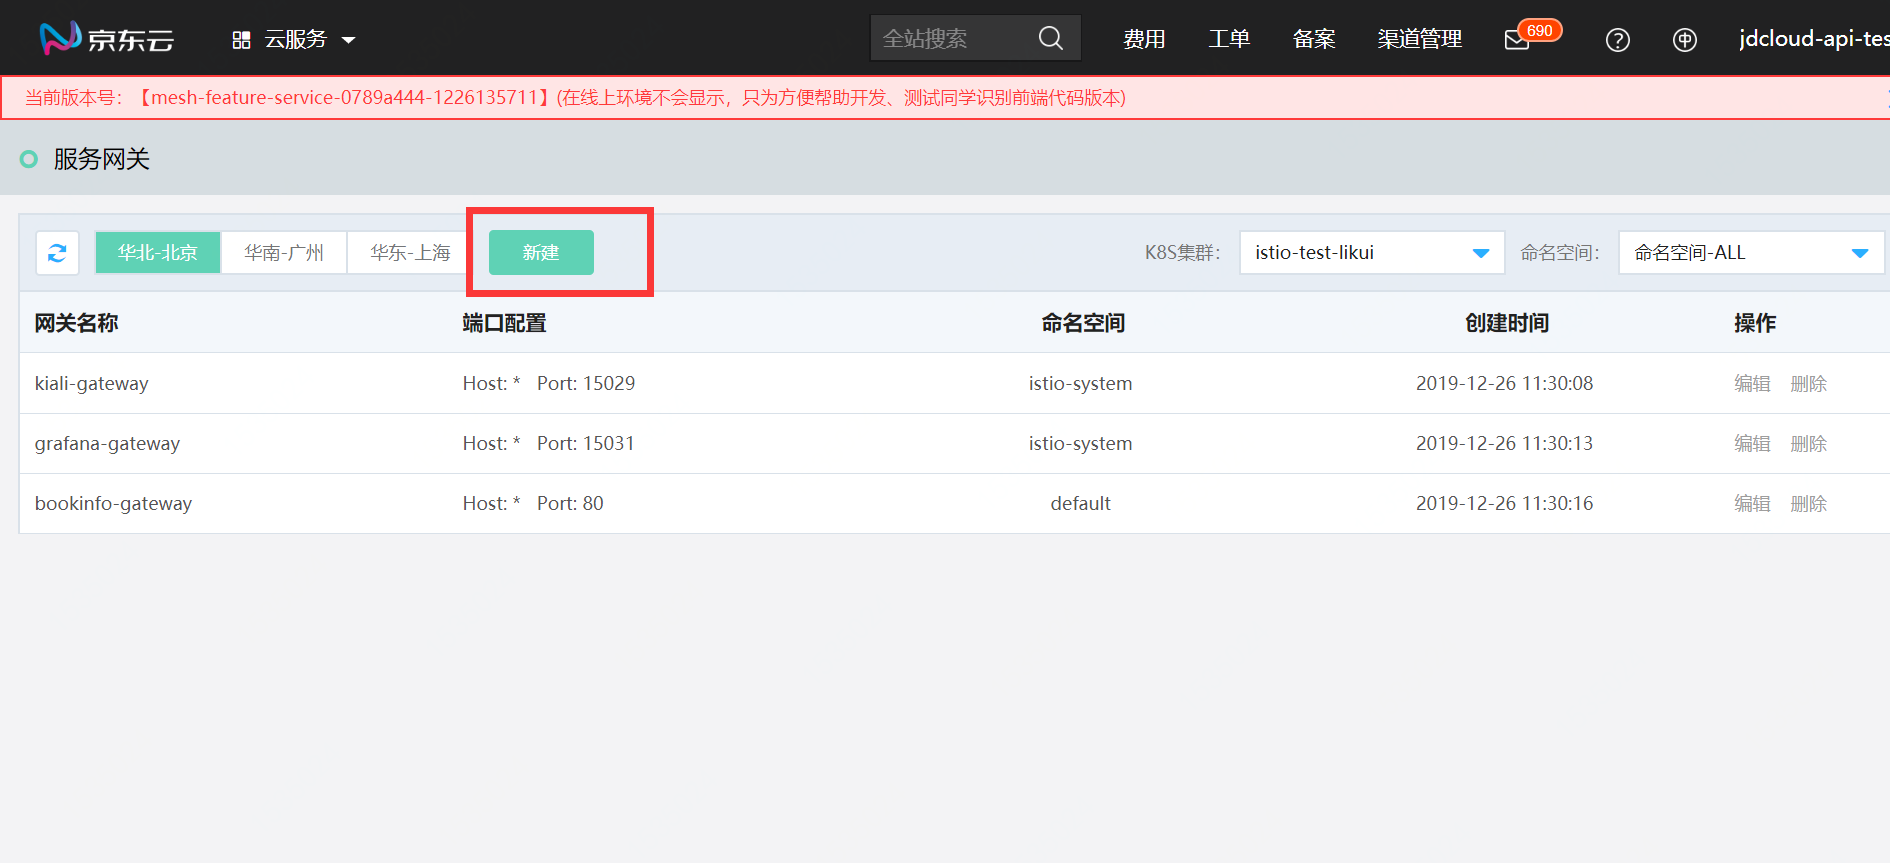 京东云 云服务 全站搜索 费用 工单 备案 渠道管理 690 jdcloud-api-tes
当前版本号：【mesh-feature-service-0789a444-1226135711】(在线上环境不会显示，只为方便帮助开发、测试同学识别前端代码版本)
服务网关
华北-北京 华南-广州 华东-上海 新建 K8S集群： istio-test-likui 命名空间： 命名空间-ALL
网关名称 端口配置 命名空间 创建时间 操作
kiali-gateway Host: * Port: 15029 istio-system 2019-12-26 11:30:08 编辑 删除
grafana-gateway Host: * Port: 15031 istio-system 2019-12-26 11:30:13 编辑 删除
bookinfo-gateway Host: * Port: 80 default 2019-12-26 11:30:16 编辑 删除